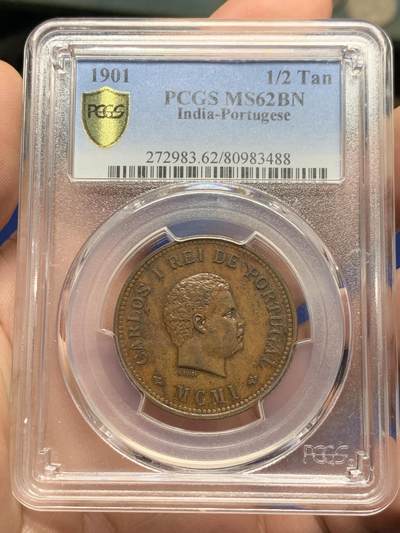 1901 1/2 Tan
PCGS PCGS MS62BN
India-Portugese
272983.62/80983488
CARLOS I REI DE PORTUGAL
MCMI
PCGS